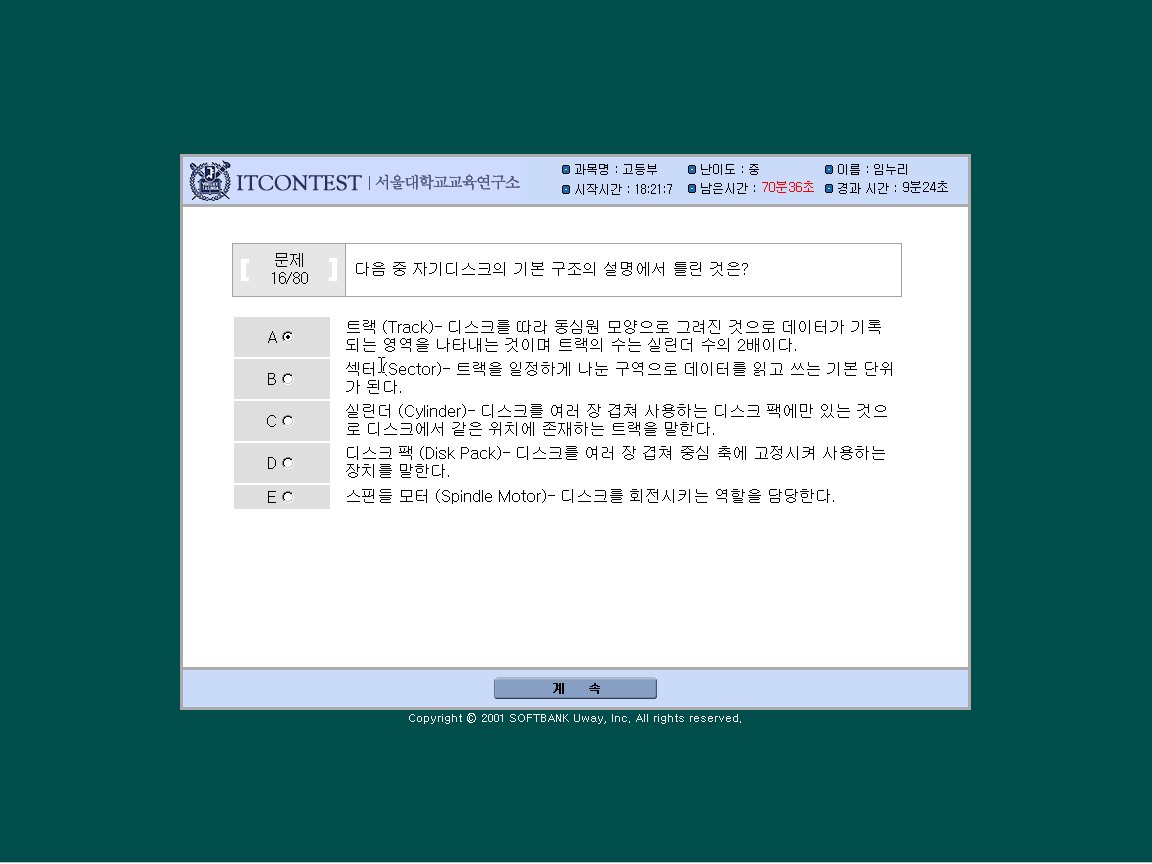 ITCONTEST | 서울대학교교육연구소
과목명 : 고등부 난이도 : 중 이름 : 임누리
시작시간 : 18:21:7 남은시간 : 70분36초 경과 시간 : 9분24초
문제
16/80
다음 중 자기디스크의 기본 구조의 설명에서 틀린 것은?
A 트랙 (Track)- 디스크를 따라 동심원 모양으로 그려진 것으로 데이터가 기록
되는 영역을 나타내는 것이며 트랙의 수는 실린더 수의 2배이다.
B 섹터 (Sector)- 트랙을 일정하게 나눈 구역으로 데이터를 읽고 쓰는 기본 단위
가 된다.
C 실린더 (Cylinder)- 디스크를 여러 장 겹쳐 사용하는 디스크 팩에만 있는 것으
로 디스크에서 같은 위치에 존재하는 트랙을 말한다.
D 디스크 팩 (Disk Pack)- 디스크를 여러 장 겹쳐 중심 축에 고정시켜 사용하는
장치를 말한다.
E 스핀들 모터 (Spindle Motor)- 디스크를 회전시키는 역할을 담당한다.
계 속
Copyright © 2001 SOFTBANK Uway, Inc. All rights reserved.